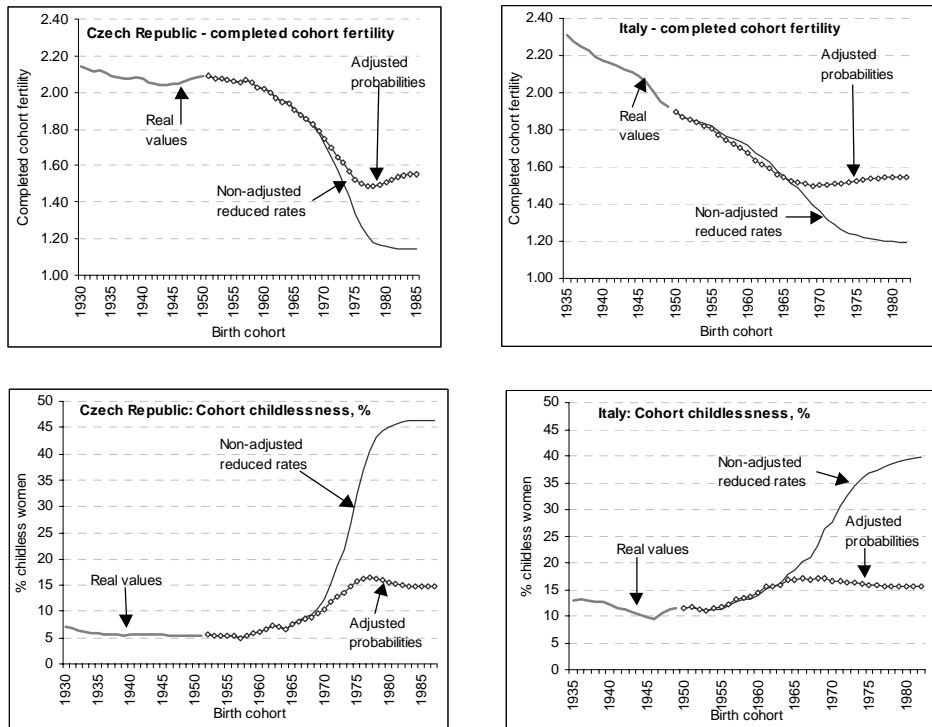 Czech Republic - completed cohort fertility
Completed cohort fertility
2.40
2.20
2.00
1.80
1.60
1.40
1.20
1.00
Adjusted
probabilities
Real
values
Non-adjusted
reduced rates
1930
1935
1940
1945
1950
1955
1960
1965
1970
1975
1980
1985
Birth cohort
Italy - completed cohort fertility
Completed cohort fertility
2.40
2.20
2.00
1.80
1.60
1.40
1.20
1.00
Adjusted
probabilities
Real
values
Non-adjusted
reduced rates
1935
1940
1945
1950
1955
1960
1965
1970
1975
1980
Birth cohort
Czech Republic: Cohort childlessness, %
% childless women
50
45
40
35
30
25
20
15
10
5
0
Non-adjusted
reduced rates
Real values
Adjusted
probabilities
1930
1935
1940
1945
1950
1955
1960
1965
1970
1975
1980
1985
Birth cohort
Italy: Cohort childlessness, %
% childless women
50
45
40
35
30
25
20
15
10
5
0
Non-adjusted
reduced rates
Real values
Adjusted
probabilities
1935
1940
1945
1950
1955
1960
1965
1970
1975
1980
Birth cohort